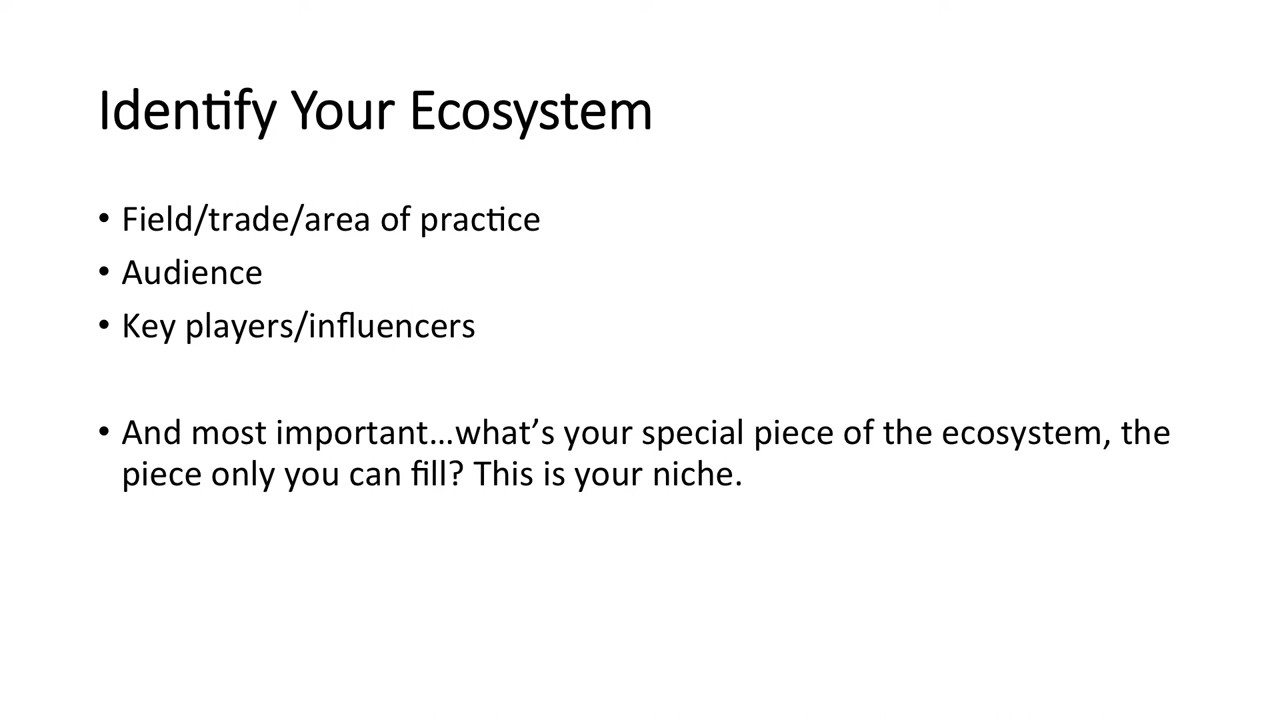 Identify Your Ecosystem
• Field/trade/area of practice
• Audience
• Key players/influencers
• And most important…what’s your special piece of the ecosystem, the
piece only you can fill? This is your niche.